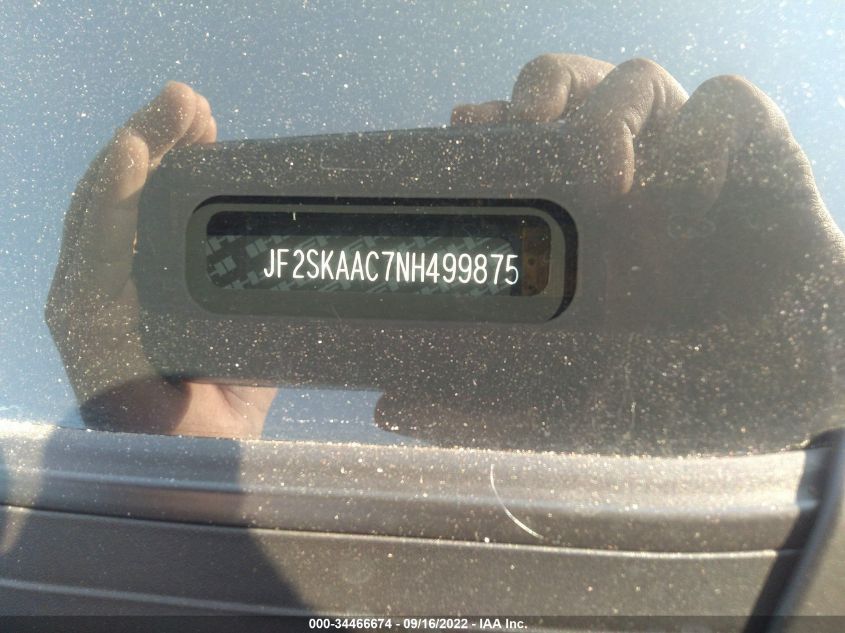 JF2SKAAC7NH499875
000-34466674 - 09/16/2022 - IAA Inc.